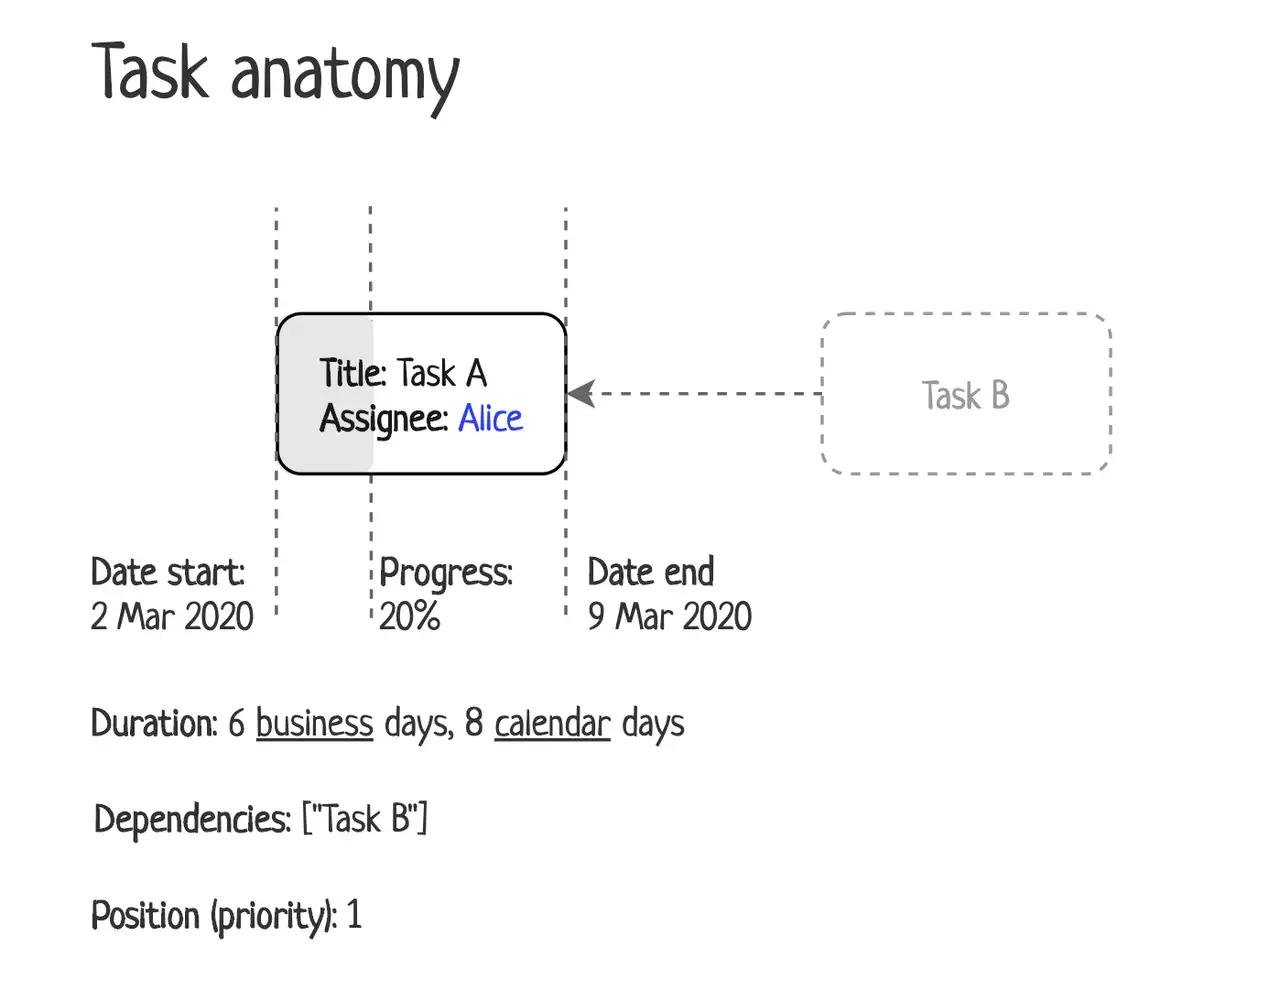 Task anatomy
Title: Task A
Assignee: Alice
Task B
Date start:
2 Mar 2020
Progress:
20%
Date end
9 Mar 2020
Duration: 6 business days, 8 calendar days
Dependencies: ["Task B"]
Position (priority): 1